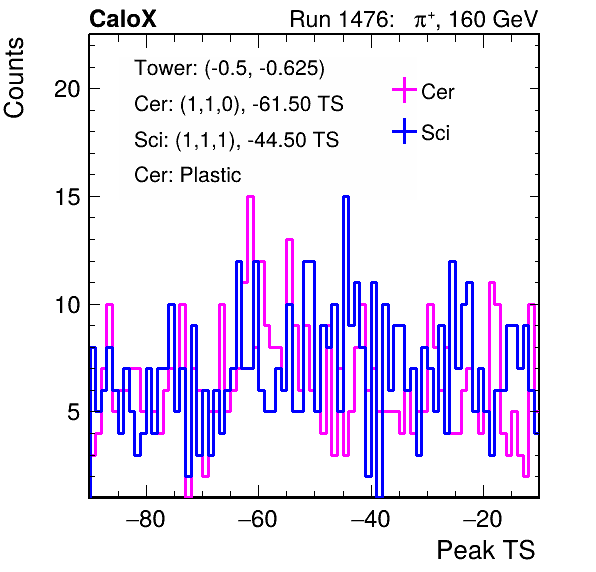 CaloX Run 1476: π⁺, 160 GeV
Counts
Tower: (-0.5, -0.625)
Cer: (1,1,0), -61.50 TS
Sci: (1,1,1), -44.50 TS
Cer: Plastic
Cer
Sci
20
15
10
5
−80 −60 −40 −20
Peak TS